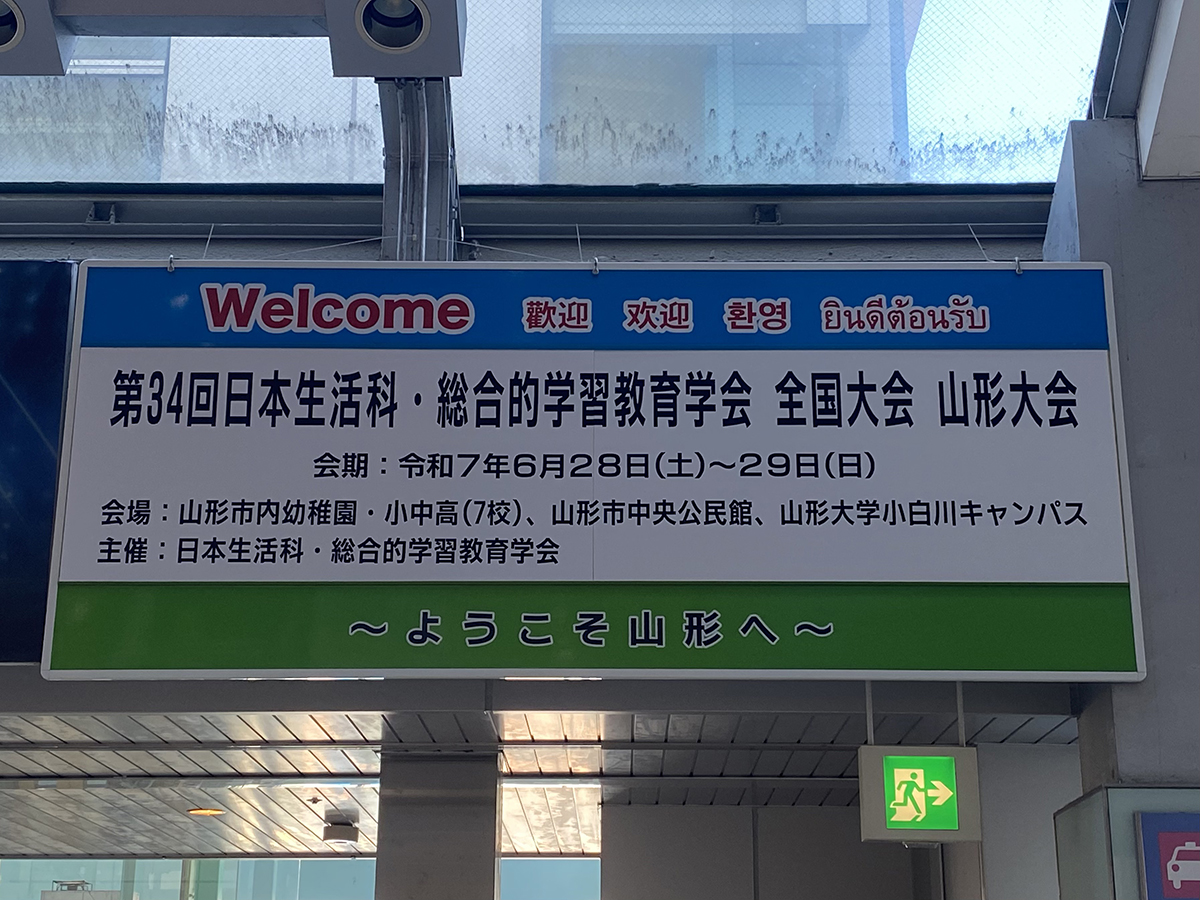 Welcome 歡迎 欢迎 환영 ยินดีต้อนรับ
第34回日本生活科・総合的学習教育学会 全国大会 山形大会
会期：令和7年6月28日(土)～29日(日)
会場：山形市内幼稚園・小中高(7校)、山形市中央公民館、山形大学小白川キャンパス
主催：日本生活科・総合的学習教育学会
～ようこそ山形へ～